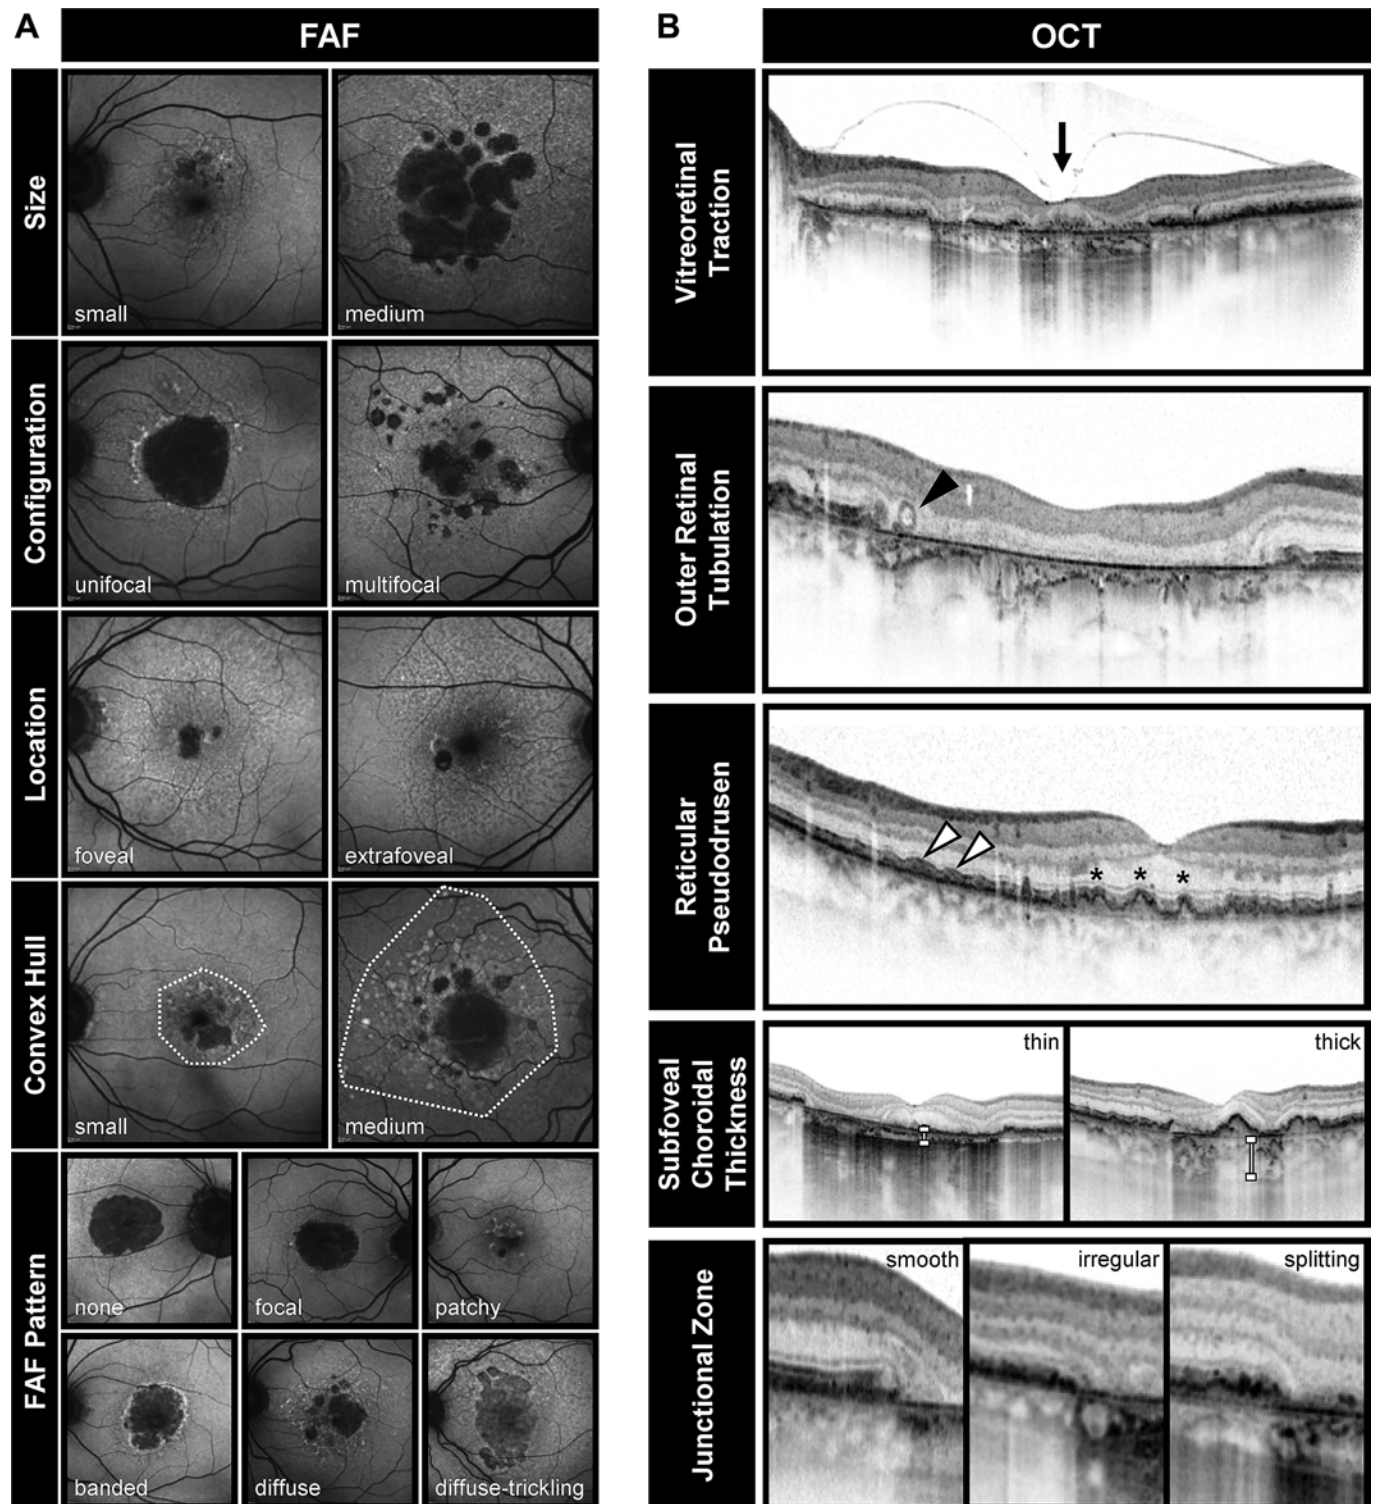 A
FAF
Size
small
medium
Configuration
unifocal
multifocal
Location
foveal
extrafoveal
Convex Hull
small
medium
FAF Pattern
none
focal
patchy
banded
diffuse
diffuse-trickling
B
OCT
Vitreoretinal
Traction
Outer Retinal
Tubulation
Reticular
Pseudodrusen
* * *
Subfoveal
Choroidal
Thickness
thin
thick
Junctional Zone
smooth
irregular
splitting